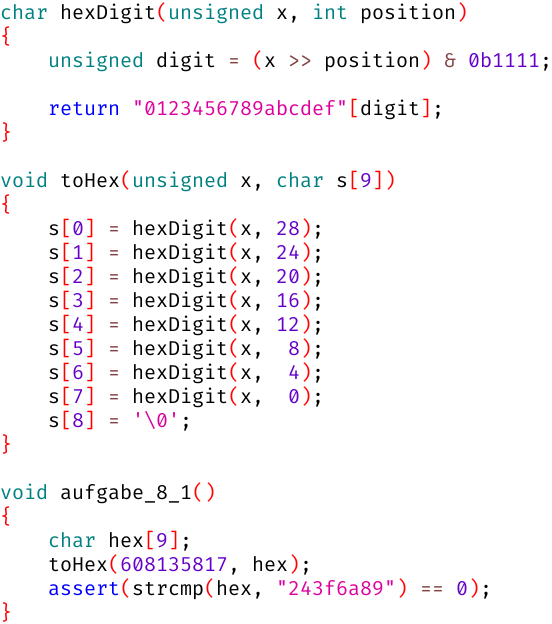 char hexDigit(unsigned x, int position)
{
    unsigned digit = (x >> position) & 0b1111;

    return "0123456789abcdef"[digit];
}

void toHex(unsigned x, char s[9])
{
    s[0] = hexDigit(x, 28);
    s[1] = hexDigit(x, 24);
    s[2] = hexDigit(x, 20);
    s[3] = hexDigit(x, 16);
    s[4] = hexDigit(x, 12);
    s[5] = hexDigit(x,  8);
    s[6] = hexDigit(x,  4);
    s[7] = hexDigit(x,  0);
    s[8] = '\0';
}

void aufgabe_8_1()
{
    char hex[9];
    toHex(608135817, hex);
    assert(strcmp(hex, "243f6a89") == 0);
}